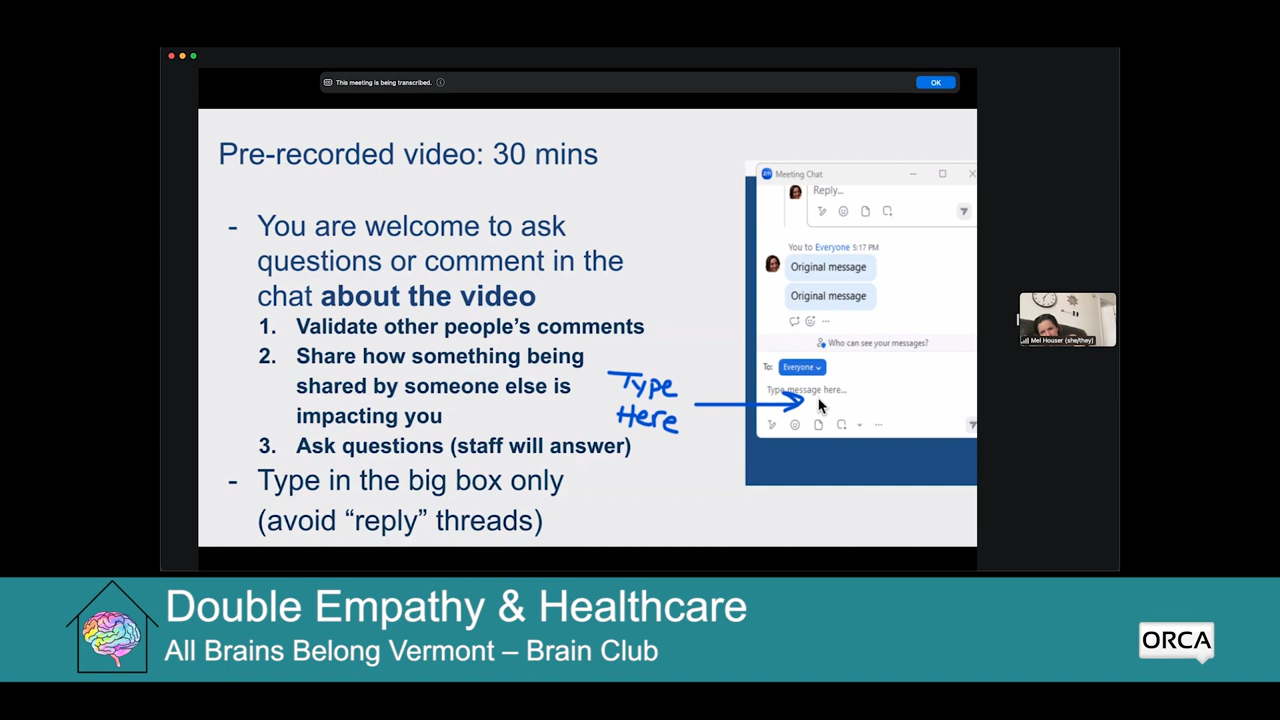 This meeting is being transcribed.
OK
Pre-recorded video: 30 mins
- You are welcome to ask
questions or comment in the
chat about the video
1. Validate other people's comments
2. Share how something being
shared by someone else is
impacting you
3. Ask questions (staff will answer)
- Type in the big box only
(avoid “reply” threads)
Type
Here
Meeting Chat
Reply...
You to Everyone 5:17 PM
Original message
Original message
Who can see your messages?
To: Everyone
Type message here...
Mel Houser (she/they)
Double Empathy & Healthcare
All Brains Belong Vermont – Brain Club
ORCA